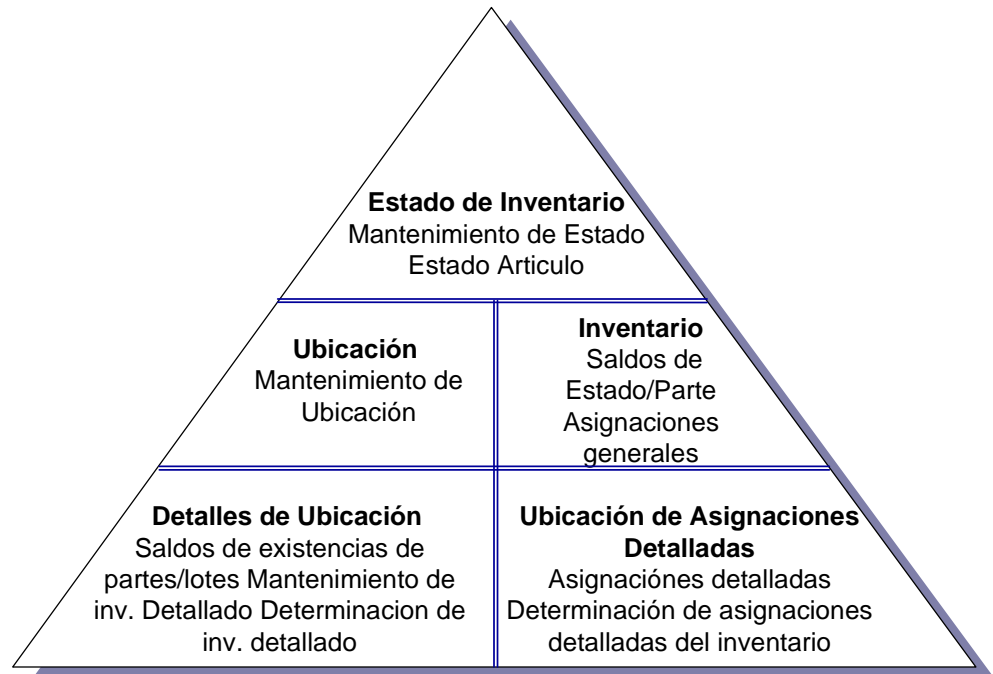 Estado de Inventario
Mantenimiento de Estado
Estado Articulo
Ubicación
Mantenimiento de
Ubicación
Inventario
Saldos de
Estado/Parte
Asignaciones
generales
Detalles de Ubicación
Saldos de existencias de
partes/lotes Mantenimiento de
inv. Detallado Determinacion de
inv. detallado
Ubicación de Asignaciones
Detalladas
Asignaciónes detalladas
Determinación de asignaciones
detalladas del inventario